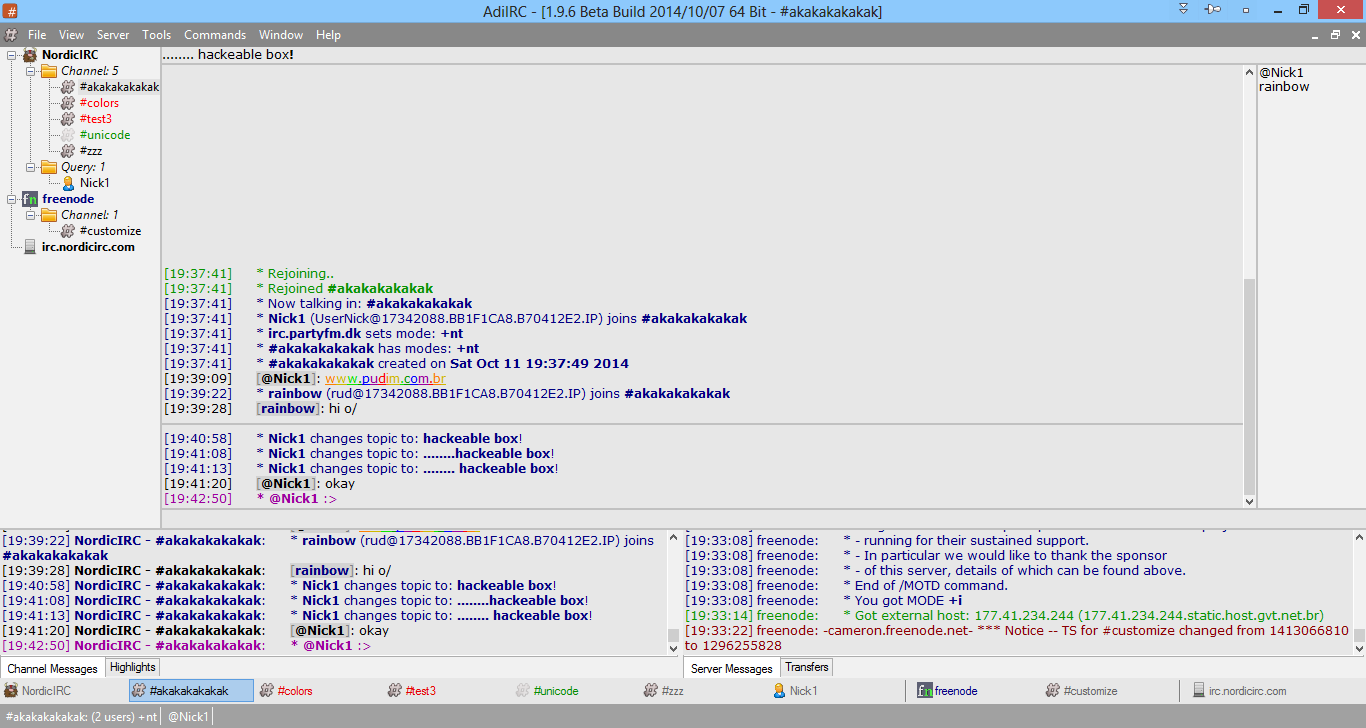 AdiIRC - [1.9.6 Beta Build 2014/10/07 64 Bit - #akakakakakak]
File View Server Tools Commands Window Help
NordicIRC
Channel: 5
#akakakakakak
#colors
#test3
#unicode
#zzz
Query: 1
Nick1
freenode
Channel: 1
#customize
irc.nordicirc.com
........ hackeable box!
@Nick1
rainbow
[19:37:41] * Rejoining..
[19:37:41] * Rejoined #akakakakakak
[19:37:41] * Now talking in: #akakakakakak
[19:37:41] * Nick1 (UserNick@17342088.BB1F1CA8.B70412E2.IP) joins #akakakakakak
[19:37:41] * irc.partyfm.dk sets mode: +nt
[19:37:41] * #akakakakakak has modes: +nt
[19:37:41] * #akakakakakak created on Sat Oct 11 19:37:49 2014
[19:39:09] [@Nick1]: www.pudim.com.br
[19:39:22] * rainbow (rud@17342088.BB1F1CA8.B70412E2.IP) joins #akakakakakak
[19:39:28] [rainbow]: hi o/
[19:40:58] * Nick1 changes topic to: hackeable box!
[19:41:08] * Nick1 changes topic to: ........hackeable box!
[19:41:13] * Nick1 changes topic to: ........ hackeable box!
[19:41:20] [@Nick1]: okay
[19:42:50] * @Nick1 :>
[19:39:22] NordicIRC - #akakakakakak: * rainbow (rud@17342088.BB1F1CA8.B70412E2.IP) joins
#akakakakakak
[19:39:28] NordicIRC - #akakakakakak: [rainbow]: hi o/
[19:40:58] NordicIRC - #akakakakakak: * Nick1 changes topic to: hackeable box!
[19:41:08] NordicIRC - #akakakakakak: * Nick1 changes topic to: ........hackeable box!
[19:41:13] NordicIRC - #akakakakakak: * Nick1 changes topic to: ........ hackeable box!
[19:41:20] NordicIRC - #akakakakakak: [@Nick1]: okay
[19:42:50] NordicIRC - #akakakakakak: * @Nick1 :>
Channel Messages Highlights
[19:33:08] freenode: * - running for their sustained support.
[19:33:08] freenode: * - In particular we would like to thank the sponsor
[19:33:08] freenode: * - of this server, details of which can be found above.
[19:33:08] freenode: * End of /MOTD command.
[19:33:08] freenode: * You got MODE +i
[19:33:14] freenode: * Got external host: 177.41.234.244 (177.41.234.244.static.host.gvt.net.br)
[19:33:22] freenode: -cameron.freenode.net- *** Notice -- TS for #customize changed from 1413066810
to 1296255828
Server Messages Transfers
NordicIRC #akakakakakak #colors #test3 #unicode #zzz Nick1 freenode #customize irc.nordicirc.com
#akakakakakak: (2 users) +nt @Nick1